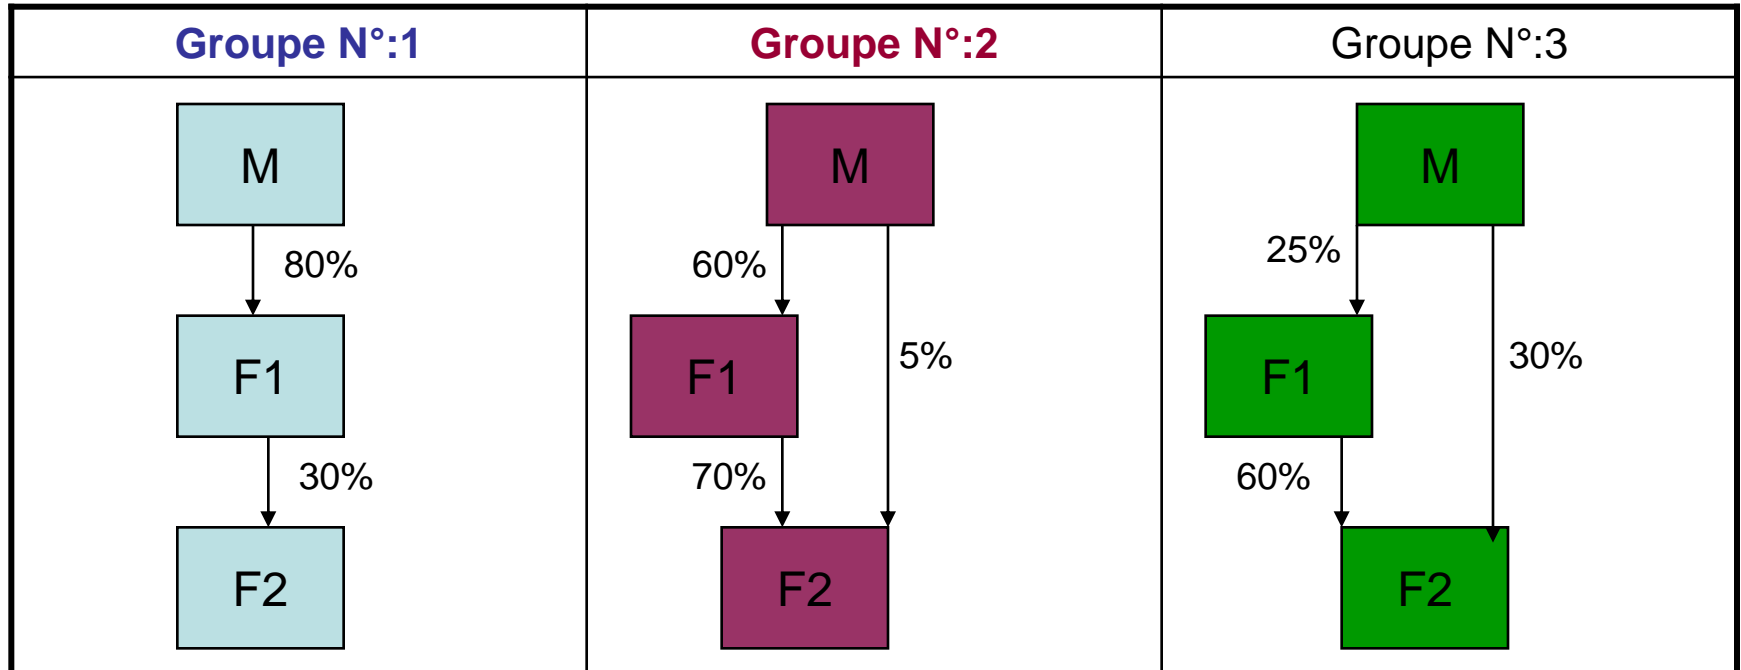 Groupe N°:1
Groupe N°:2
Groupe N°:3
M
80%
F1
30%
F2
M
60%
5%
F1
70%
F2
M
25%
30%
F1
60%
F2